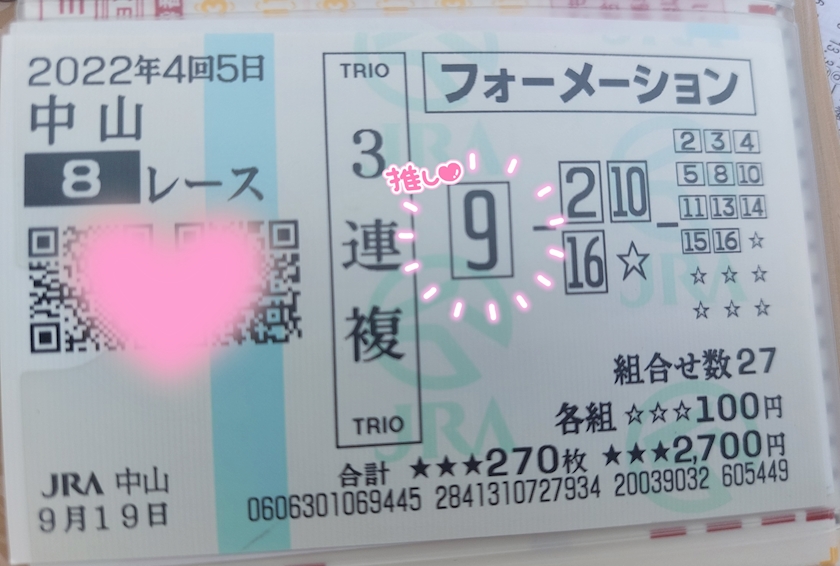 2022年4回5日
中山
8レース
TRIO
3連複
TRIO
フォーメーション
推し
9 - 2 10 16 ☆ - 2 3 4
5 8 10
11 13 14
15 16 ☆
☆ ☆ ☆
☆ ☆ ☆
組合せ数27
各組 ☆☆☆100円
合計 ★★★270枚 ★★★2,700円
JRA 中山
9月19日
0606301069445 2841310727934 20039032 605449
JRA
JRA
JRA